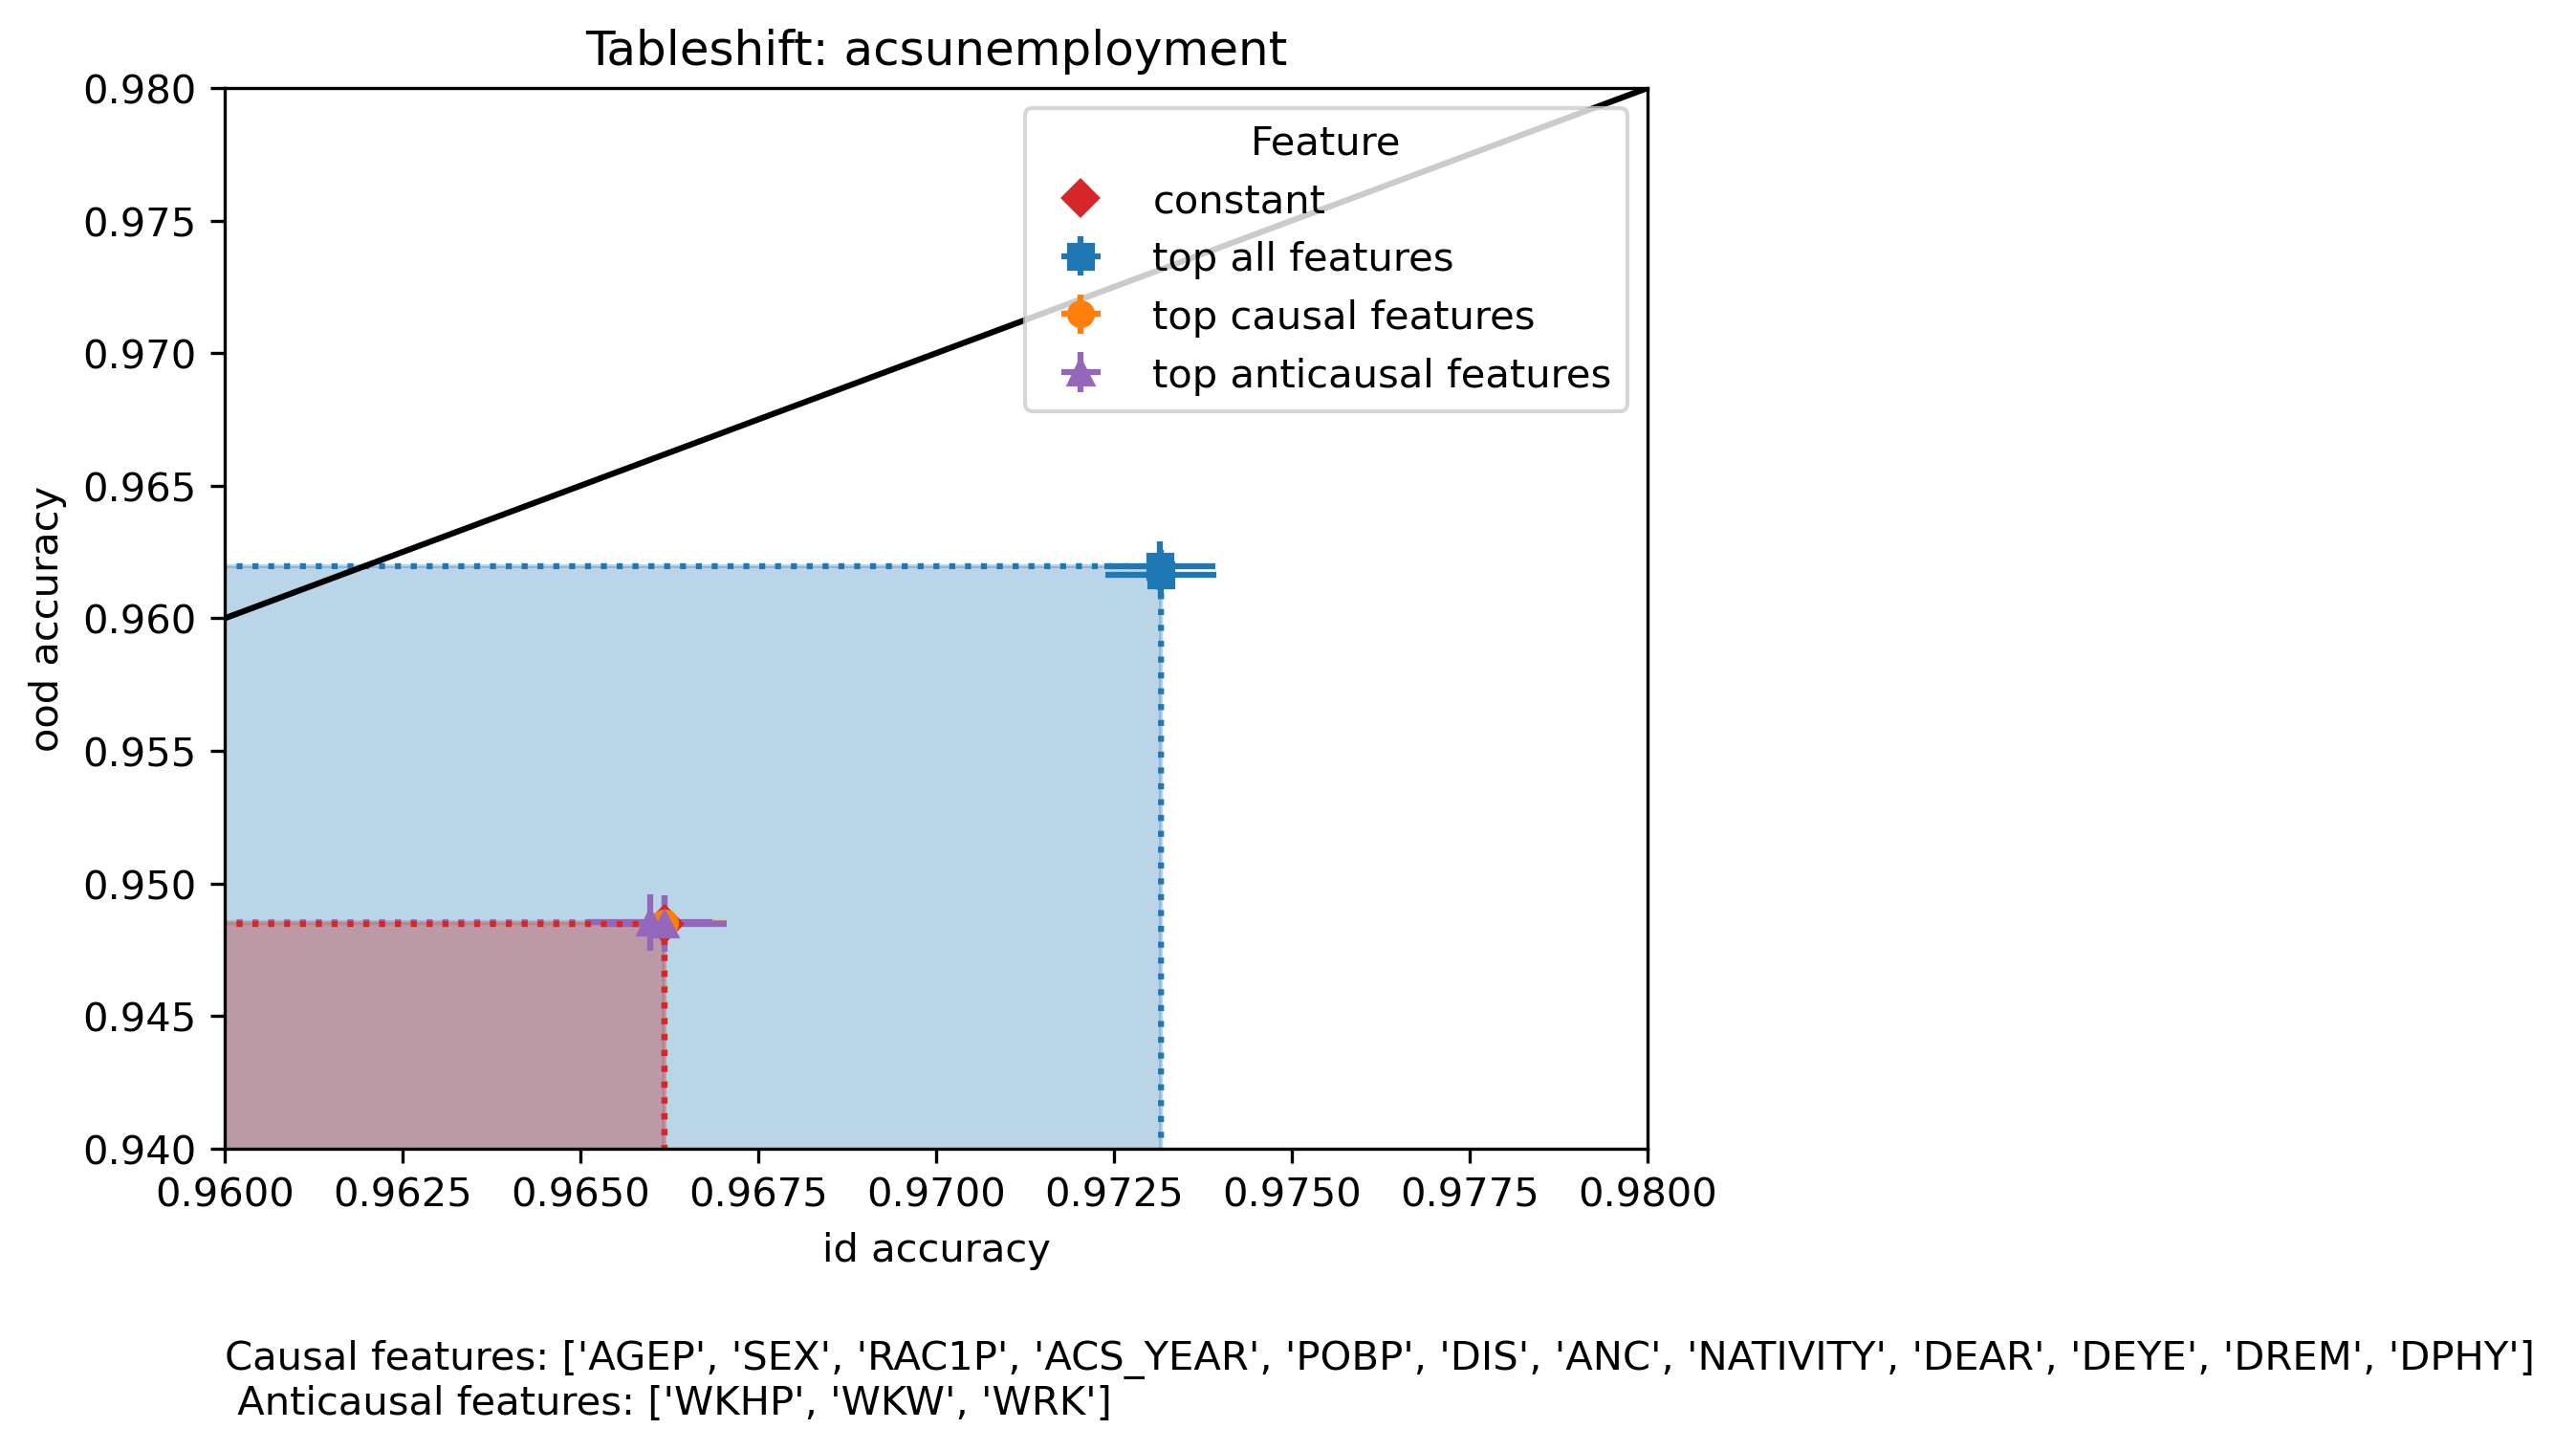 Tableshift: acsunemployment
0.980
0.975
0.970
0.965
0.960
0.955
0.950
0.945
0.940
ood accuracy
Feature
constant
top all features
top causal features
top anticausal features
0.9600 0.9625 0.9650 0.9675 0.9700 0.9725 0.9750 0.9775 0.9800
id accuracy
Causal features: ['AGEP', 'SEX', 'RAC1P', 'ACS_YEAR', 'POBP', 'DIS', 'ANC', 'NATIVITY', 'DEAR', 'DEYE', 'DREM', 'DPHY']
Anticausal features: ['WKHP', 'WKW', 'WRK']